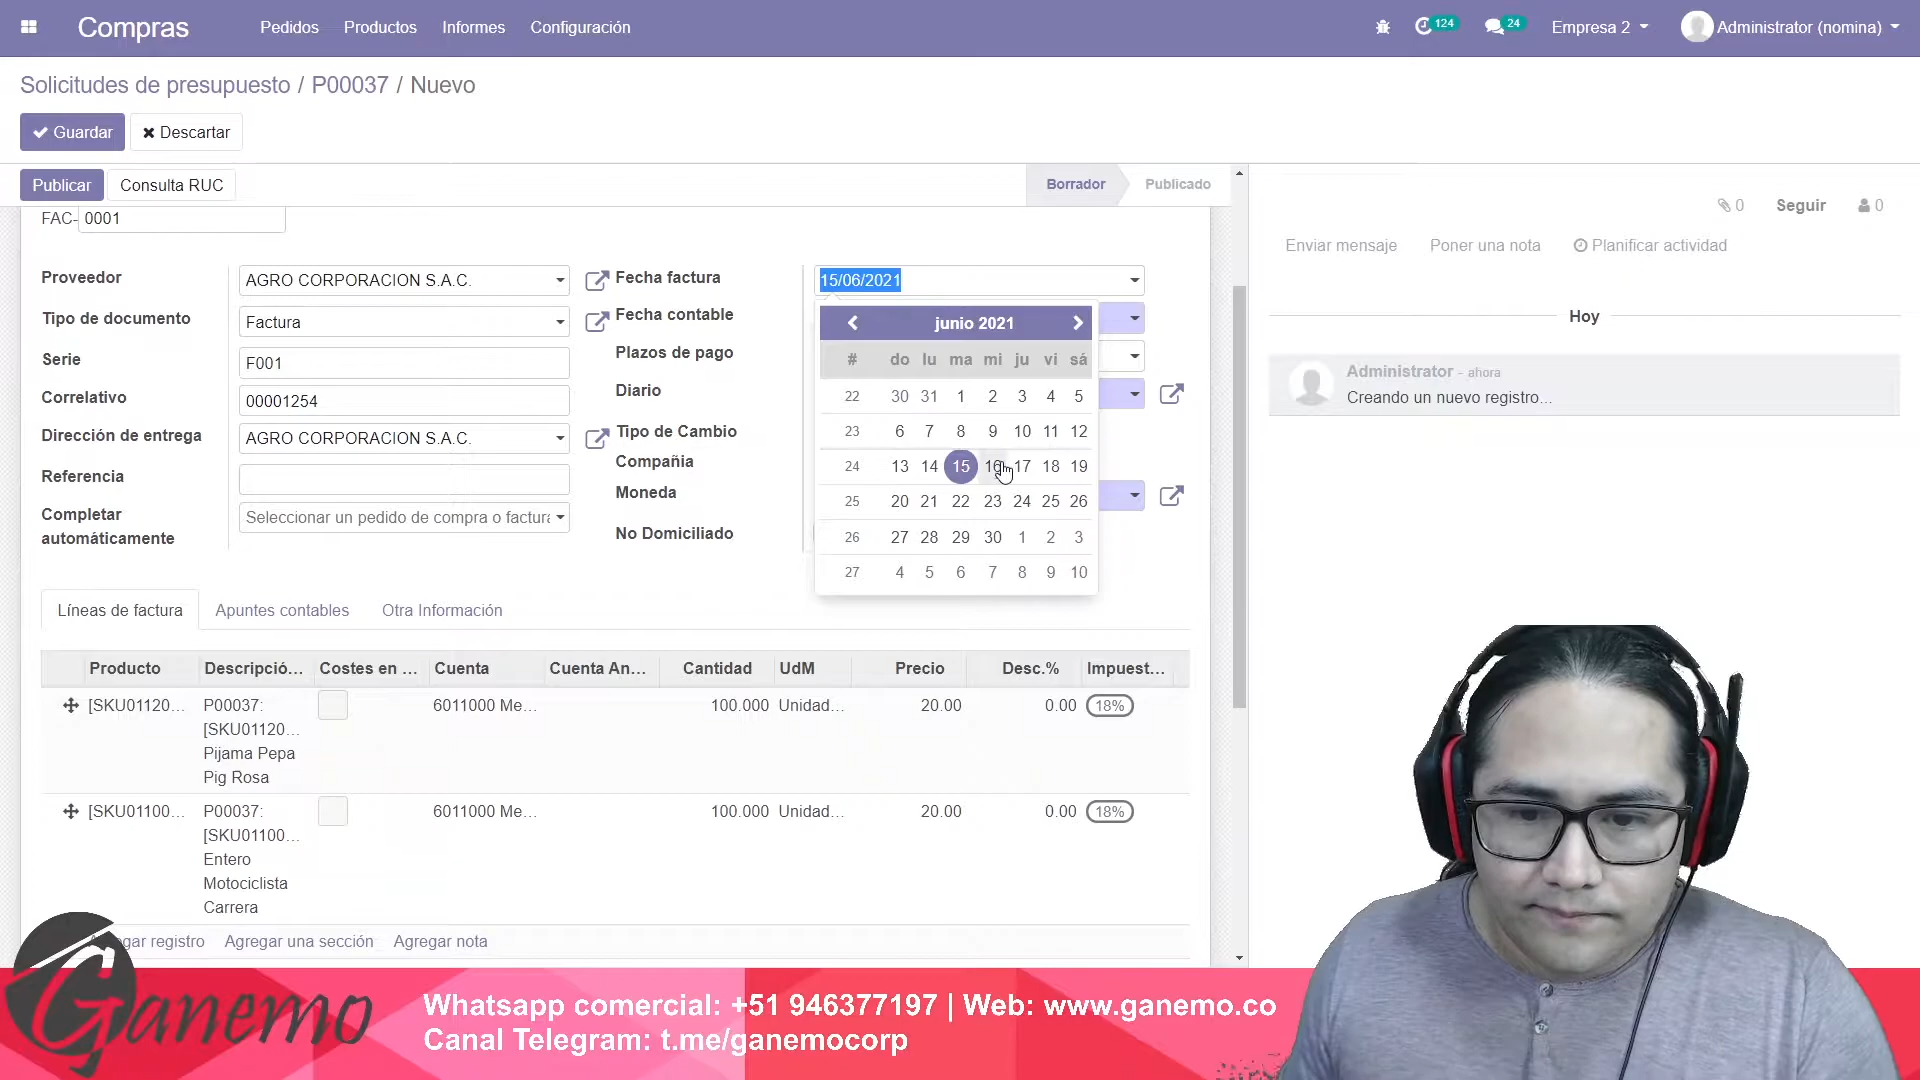 Compras
Pedidos Productos Informes Configuración
124 24 Empresa 2 Administrator (nomina)
Solicitudes de presupuesto / P00037 / Nuevo
Guardar Descartar
Publicar Consulta RUC Borrador Publicado
FAC- 0001
0 Seguir 0
Enviar mensaje Poner una nota Planificar actividad
Proveedor AGRO CORPORACION S.A.C.
Tipo de documento Factura
Serie F001
Correlativo 00001254
Dirección de entrega AGRO CORPORACION S.A.C.
Referencia
Completar automáticamente Seleccionar un pedido de compra o factura
Fecha factura 15/06/2021
Fecha contable
Plazos de pago
Diario
Tipo de Cambio
Compañia
Moneda
No Domiciliado
junio 2021
# do lu ma mi ju vi sá
22 30 31 1 2 3 4 5
23 6 7 8 9 10 11 12
24 13 14 15 16 17 18 19
25 20 21 22 23 24 25 26
26 27 28 29 30 1 2 3
27 4 5 6 7 8 9 10
Hoy
Administrator - ahora
Creando un nuevo registro...
Líneas de factura Apuntes contables Otra Información
Producto Descripció... Costes en ... Cuenta Cuenta An... Cantidad UdM Precio Desc.% Impuest...
[SKU01120... P00037: 6011000 Me... 100.000 Unidad... 20.00 0.00 18%
[SKU01120...
Pijama Pepa
Pig Rosa
[SKU01100... P00037: 6011000 Me... 100.000 Unidad... 20.00 0.00 18%
[SKU01100...
Entero
Motociclista
Carrera
registro Agregar una sección Agregar nota
Ganemo
Whatsapp comercial: +51 946377197 | Web: www.ganemo.co
Canal Telegram: t.me/ganemocorp